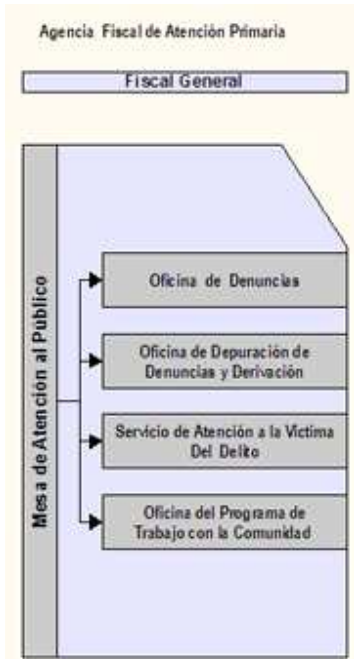 Agencia Fiscal de Atención Primaria
Fiscal General
Mesa de Atención al Público
Oficina de Denuncias
Oficina de Depuración de
Denuncias y Derivación
Servicio de Atención a la Victima
Del Delito
Oficina del Programa de
Trabajo con la Comunidad